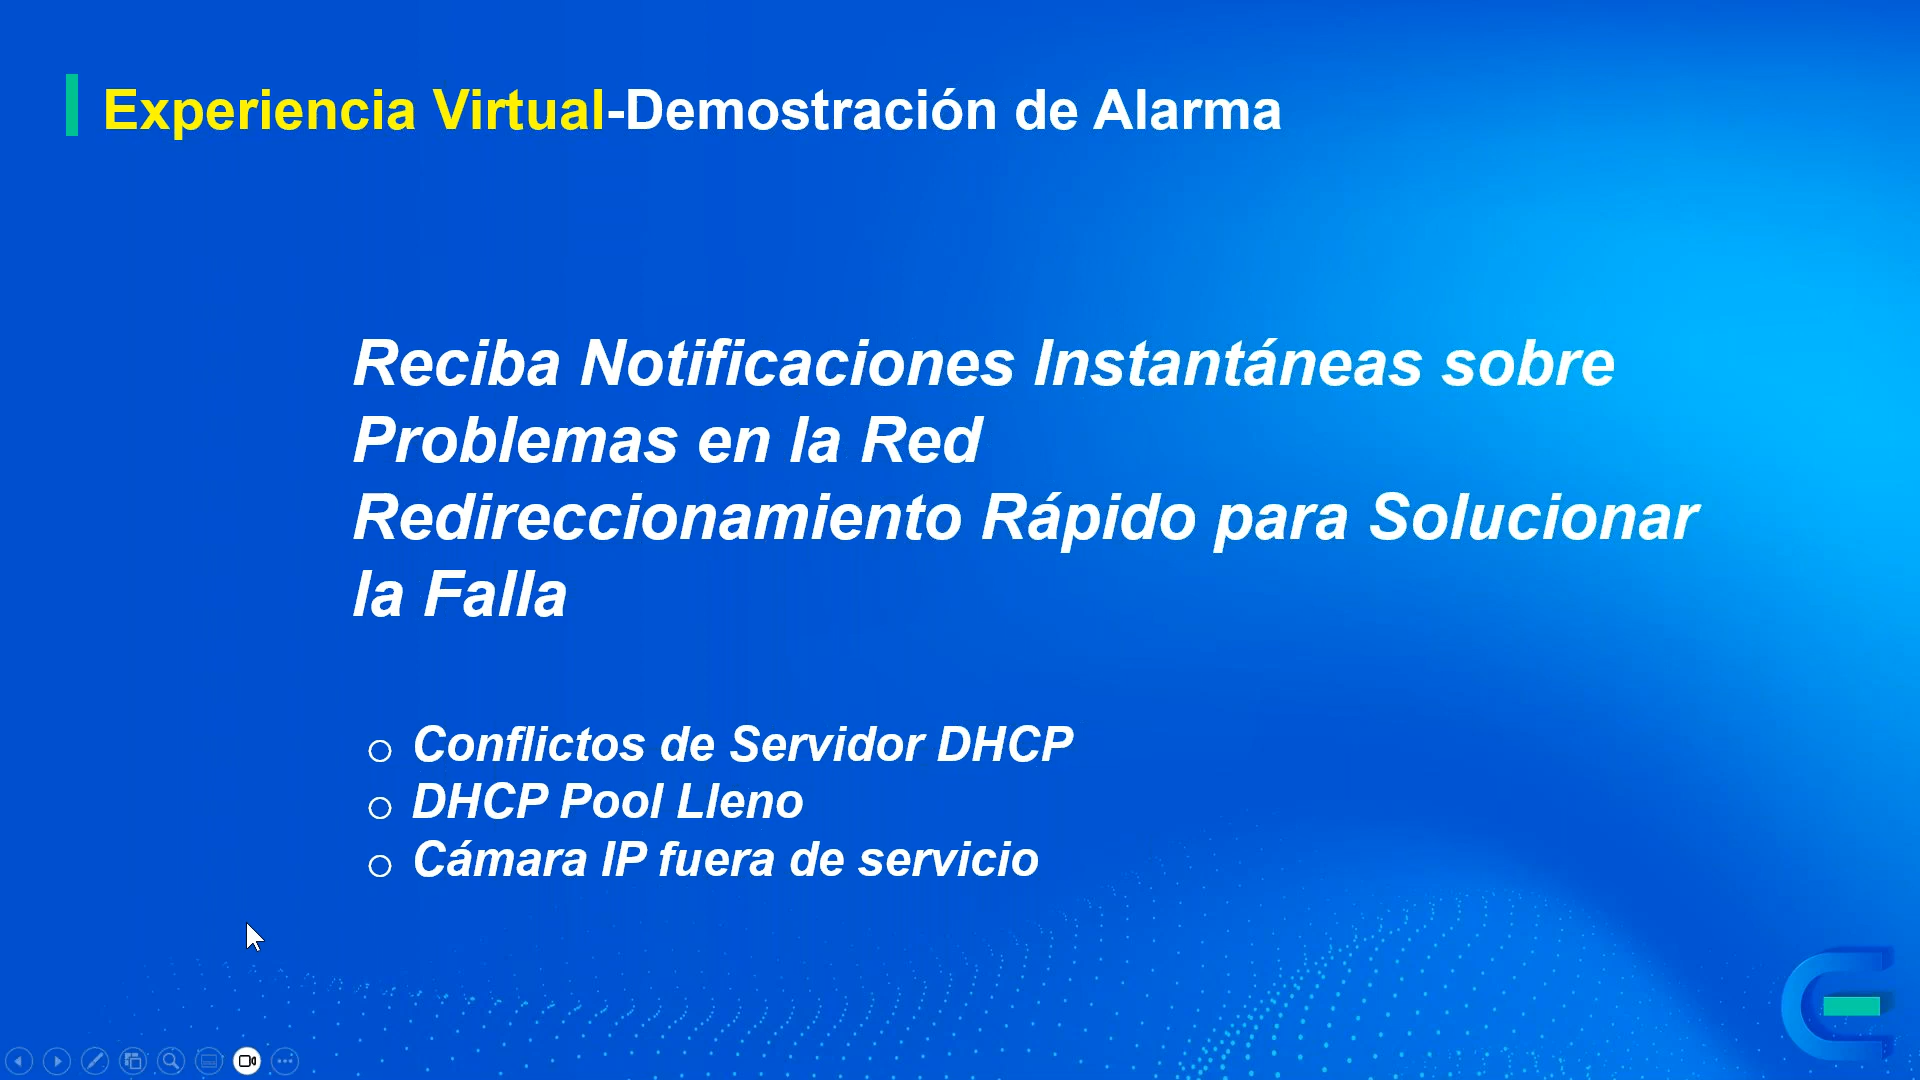 Experiencia Virtual-Demostración de Alarma
Reciba Notificaciones Instantáneas sobre
Problemas en la Red
Redireccionamiento Rápido para Solucionar
la Falla
Conflictos de Servidor DHCP
DHCP Pool Lleno
Cámara IP fuera de servicio